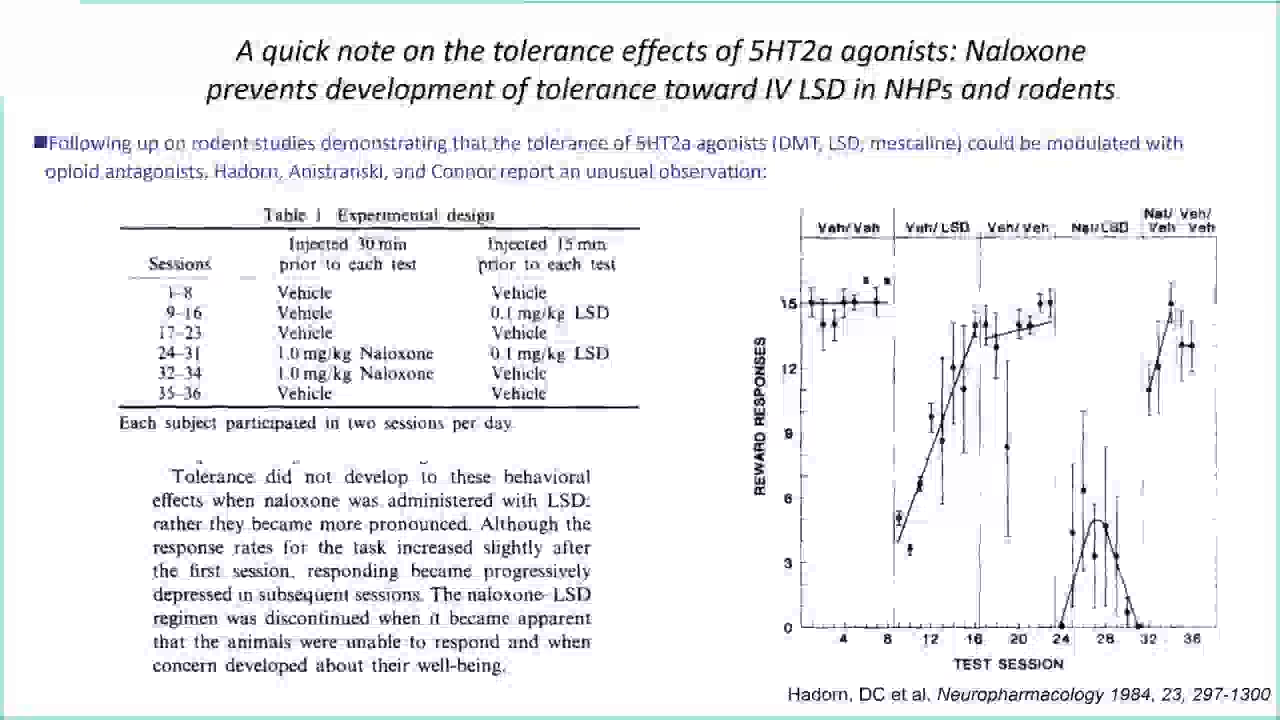 A quick note on the tolerance effects of 5HT2a agonists: Naloxone
prevents development of tolerance toward IV LSD in NHPs and rodents
■Following up on rodent studies demonstrating that the tolerance of 5HT2a agonists (DMT, LSD, mescaline) could be modulated with
opioid antagonists, Hadorn, Anistranski, and Connor report an unusual observation:
Table 1 Experimental design
Injected 30 min Injected 15 min
Sessions prior to each test prior to each test
1–8 Vehicle Vehicle
9–16 Vehicle 0.1 mg/kg LSD
17–23 Vehicle Vehicle
24–31 1.0 mg/kg Naloxone 0.1 mg/kg LSD
32–34 1.0 mg/kg Naloxone Vehicle
35–36 Vehicle Vehicle
Each subject participated in two sessions per day.
Tolerance did not develop to these behavioral
effects when naloxone was administered with LSD;
rather they became more pronounced. Although the
response rates for the task increased slightly after
the first session, responding became progressively
depressed in subsequent sessions. The naloxone–LSD
regimen was discontinued when it became apparent
that the animals were unable to respond and when
concern developed about their well-being.
Veh/Veh Veh/LSD Veh/Veh Nal/LSD Nal/Veh Veh/Veh
REWARD RESPONSES
15
12
9
6
3
0
4 8 12 16 20 24 28 32 36
TEST SESSION
Hadorn, DC et al. Neuropharmacology 1984, 23, 297-1300